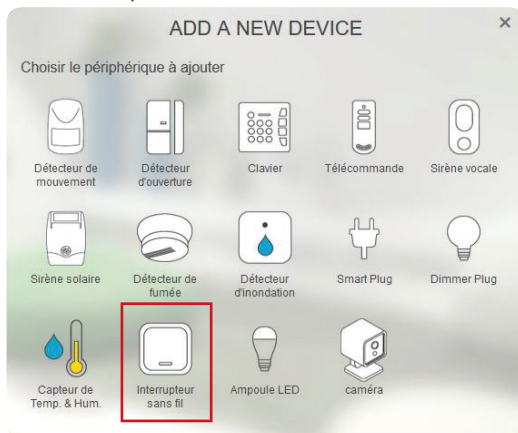 ADD A NEW DEVICE
×
Choisir le périphérique à ajouter
Détecteur de mouvement
Détecteur d'ouverture
Clavier
Télécommande
Sirène vocale
Sirène solaire
Détecteur de fumée
Détecteur d'inondation
Smart Plug
Dimmer Plug
Capteur de Temp. & Hum.
Interrupteur sans fil
Ampoule LED
caméra